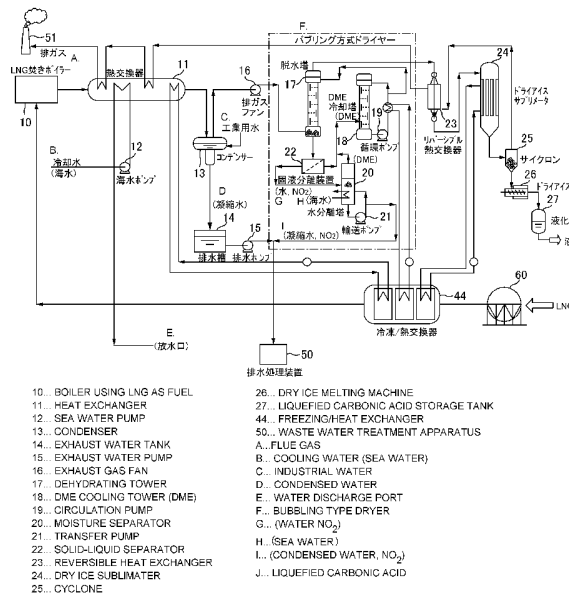 F.
51
排ガス
A.
バブリング方式ドライヤー
24
LNG焚きボイラー
熱交換器
11
16
脱水塔
17
DME
冷却塔
(DME)
排ガス
ファン
ドライアイス
サブリメータ
10
C.
工業用水
23
リバーシブル
熱交換器
18
19
循環ポンプ
25
サイクロン
B.
冷却水
(海水)
12
海水ポンプ
13
コンデンサー
22
固液分離装置
(水、NO2)
(DME)
20
26
ドライアイス
27
D
(凝縮水)
G
H (海水)
水分離塔
21
輸送ポンプ
液化
14
排水槽
15
排水ポンプ
I
(凝縮水、NO2)
44
60
LN
冷凍/熱交換器
E.
(放水口)
50
排水処理装置
10... BOILER USING LNG AS FUEL
11... HEAT EXCHANGER
12... SEA WATER PUMP
13... CONDENSER
14... EXHAUST WATER TANK
15... EXHAUST WATER PUMP
16... EXHAUST GAS FAN
17... DEHYDRATING TOWER
18... DME COOLING TOWER (DME)
19... CIRCULATION PUMP
20... MOISTURE SEPARATOR
21... TRANSFER PUMP
22... SOLID-LIQUID SEPARATOR
23... REVERSIBLE HEAT EXCHANGER
24... DRY ICE SUBLIMATER
25... CYCLONE
26... DRY ICE MELTING MACHINE
27... LIQUEFIED CARBONIC ACID STORAGE TANK
44... FREEZING/HEAT EXCHANGER
50... WASTE WATER TREATMENT APPARATUS
A... FLUE GAS
B... COOLING WATER (SEA WATER)
C... INDUSTRIAL WATER
D... CONDENSED WATER
E... WATER DISCHARGE PORT
F... BUBBLING TYPE DRYER
G... (WATER NO2)
H...(SEA WATER)
I... (CONDENSED WATER, NO2)
J... LIQUEFIED CARBONIC ACID